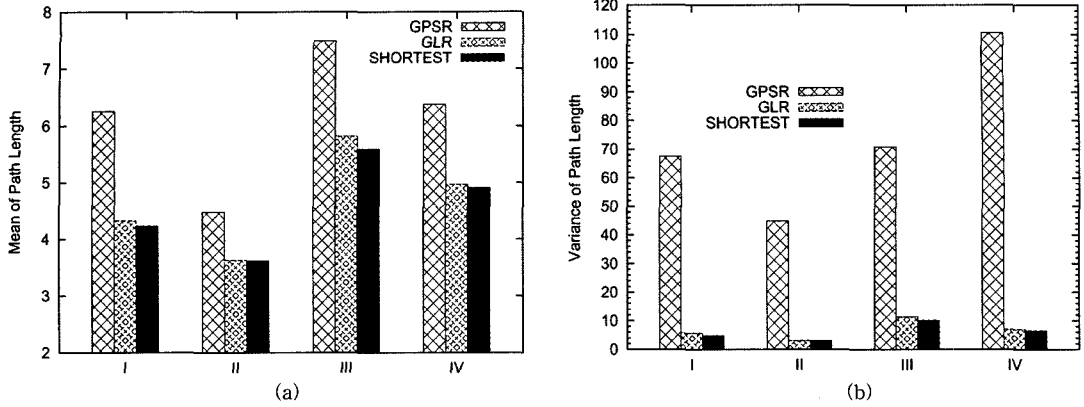 8
7
6
5
4
3
2
Mean of Path Length
GPSR
GLR
SHORTEST
I
II
III
IV
(a)
120
110
100
90
80
70
60
50
40
30
20
10
0
Variance of Path Length
GPSR
GLR
SHORTEST
I
II
III
IV
(b)